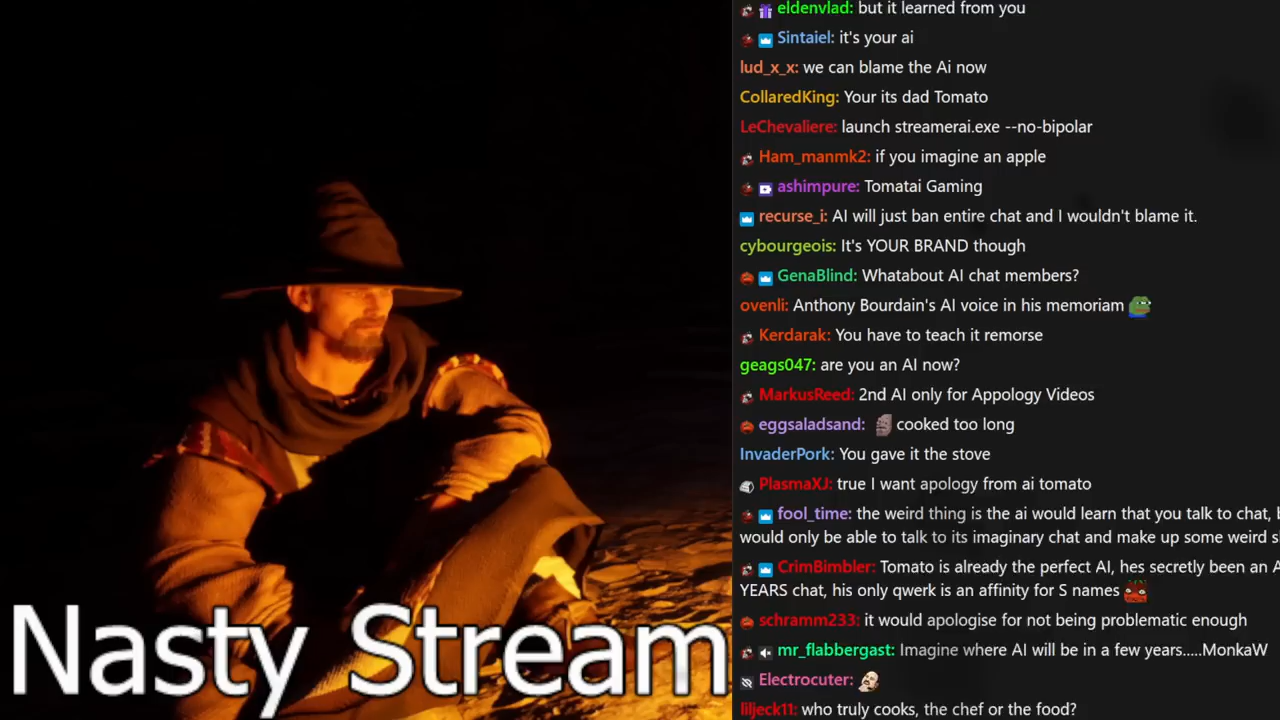 eldenvlad: but it learned from you
Sintaiel: it's your ai
lud_x_x: we can blame the Ai now
CollaredKing: Your its dad Tomato
LeChevaliere: launch streamerai.exe --no-bipolar
Ham_manmk2: if you imagine an apple
ashimpure: Tomatai Gaming
recurse_i: AI will just ban entire chat and I wouldn't blame it.
cybourgeois: It's YOUR BRAND though
GenaBlind: Whatabout AI chat members?
ovenli: Anthony Bourdain's AI voice in his memoriam
Kerdarak: You have to teach it remorse
geags047: are you an AI now?
MarkusReed: 2nd AI only for Appology Videos
eggsaladsand: cooked too long
InvaderPork: You gave it the stove
PlasmaXJ: true I want apology from ai tomato
fool_time: the weird thing is the ai would learn that you talk to chat,
would only be able to talk to its imaginary chat and make up some weird
CrimBimbler: Tomato is already the perfect AI, hes secretly been an
YEARS chat, his only qwerk is an affinity for S names
schramm233: it would apologise for not being problematic enough
mr_flabbergast: Imagine where AI will be in a few years.....MonkaW
Electrocuter:
liljeck11: who truly cooks, the chef or the food?
Nasty Stream